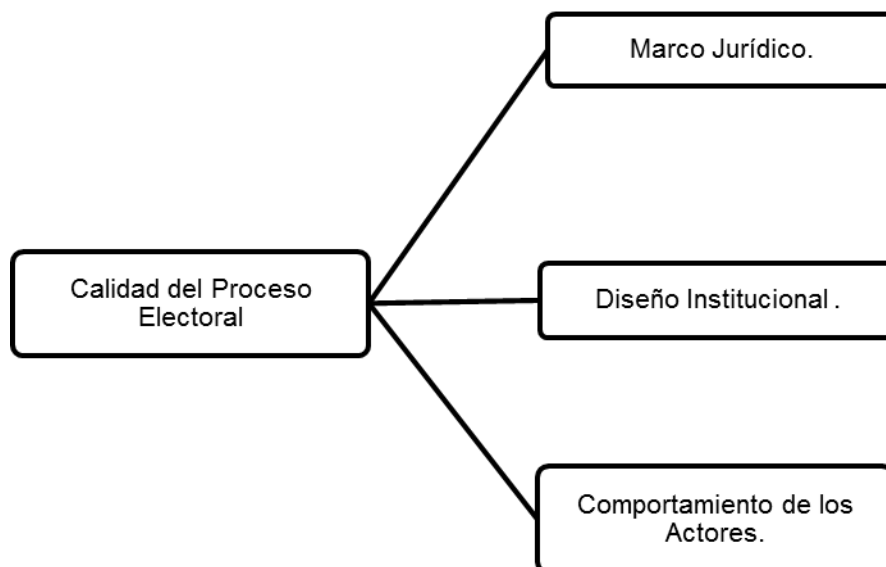 Marco Jurídico.
Calidad del Proceso
Electoral
Diseño Institucional .
Comportamiento de los
Actores.